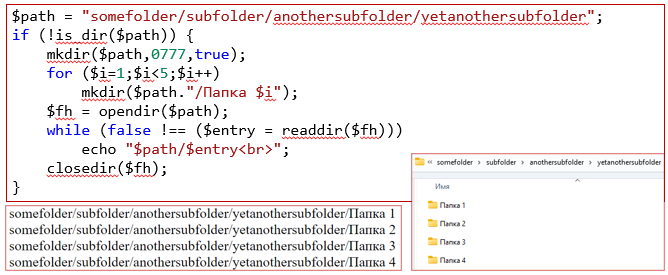 $path = "somefolder/subfolder/anothersubfolder/yetanothersubfolder";
if (!is_dir($path)) {
    mkdir($path,0777,true);
    for ($i=1;$i<5;$i++)
        mkdir($path."/Папка $i");
    $fh = opendir($path);
    while (false !== ($entry = readdir($fh)))
        echo "$path/$entry<br>";
    closedir($fh);
}
somefolder/subfolder/anothersubfolder/yetanothersubfolder/Папка 1
somefolder/subfolder/anothersubfolder/yetanothersubfolder/Папка 2
somefolder/subfolder/anothersubfolder/yetanothersubfolder/Папка 3
somefolder/subfolder/anothersubfolder/yetanothersubfolder/Папка 4
« somefolder > subfolder > anothersubfolder > yetanothersubfolder
Имя
Папка 1
Папка 2
Папка 3
Папка 4